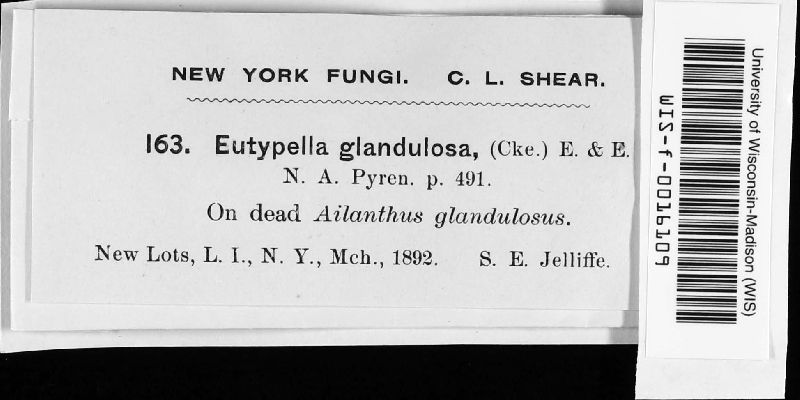 NEW YORK FUNGI. C. L. SHEAR.
163. Eutypella glandulosa, (Cke.) E. & E.
N. A. Pyren. p. 491.
On dead Ailanthus glandulosus.
New Lots, L. I., N. Y., Mch., 1892. S. E. Jelliffe.
University of Wisconsin-Madison (WIS)
WIS-f-0016109